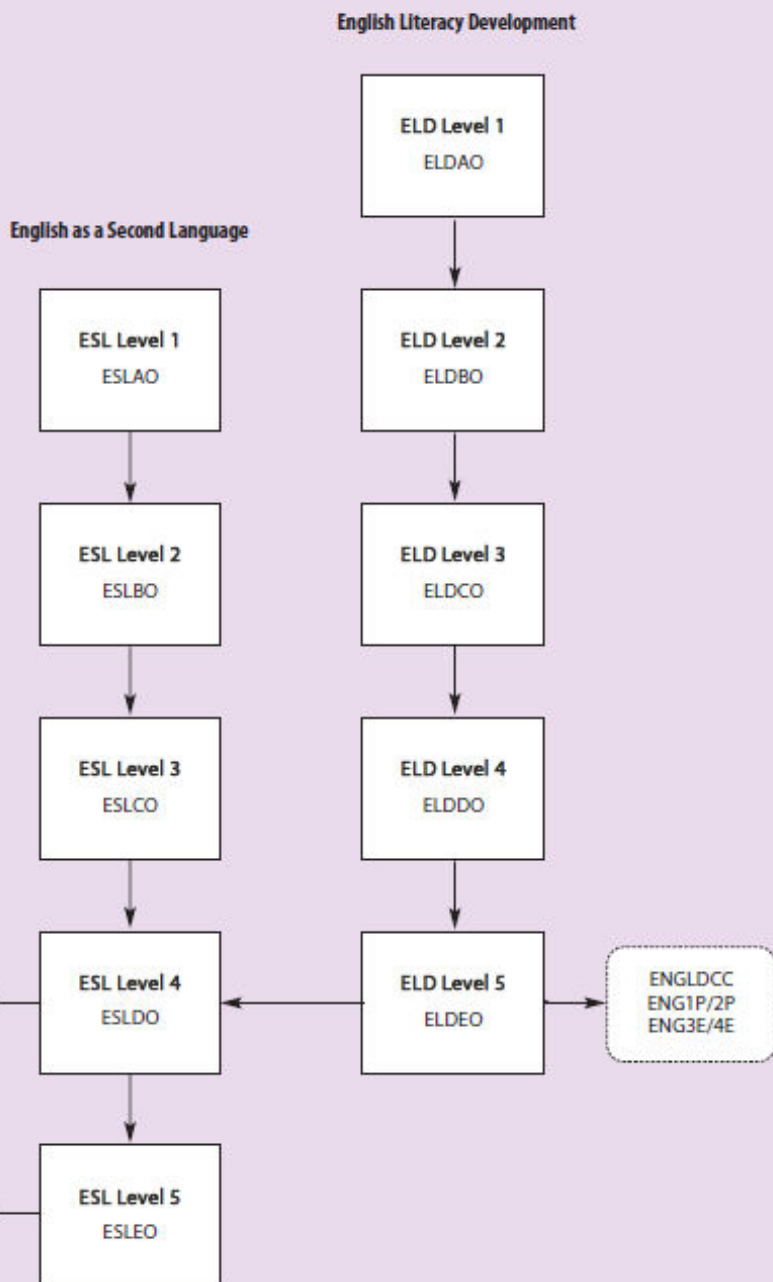 English Literacy Development
ELD Level 1
ELDAO
English as a Second Language
ESL Level 1
ESLAO
ELD Level 2
ELDBO
ESL Level 2
ESLBO
ELD Level 3
ELDCO
ESL Level 3
ESLCO
ELD Level 4
ELDDO
ESL Level 4
ESLDO
ELD Level 5
ELDEO
ENGLDCC
ENG1P/2P
ENG3E/4E
ESL Level 5
ESLEO